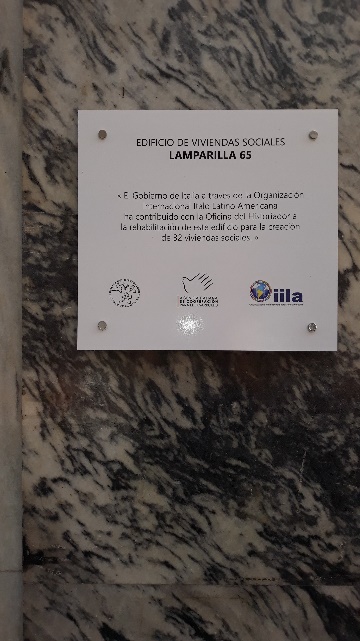 EDIFICIO DE VIVIENDAS SOCIALES
LAMPARILLA 65
« El Gobierno de Italia a través de la Organización
Internacional Italo Latino Americana
ha contribuido con la Oficina del Historiador a
la rehabilitación de este edificio para la creación
de 32 viviendas sociales »
iila